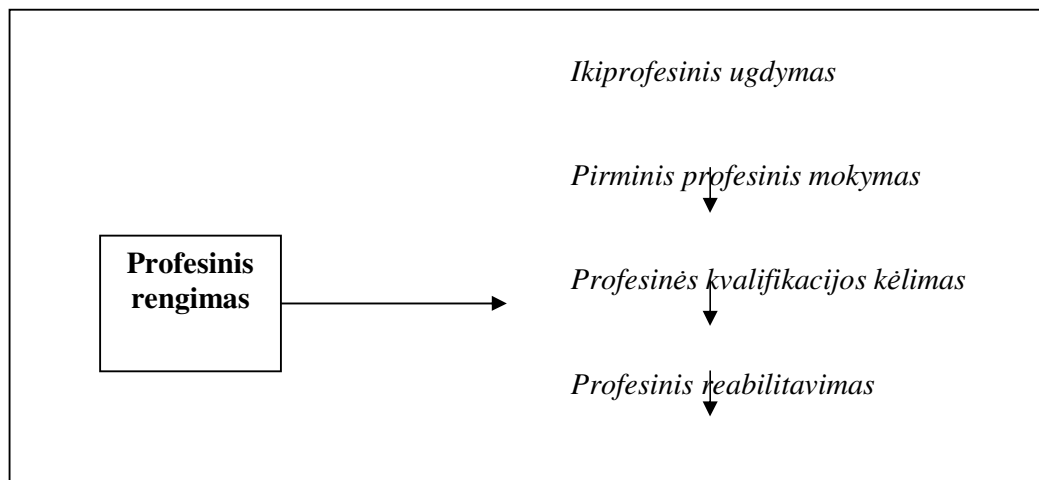 Ikiprofesinis ugdymas
Pirminis profesinis mokymas
Profesinis
rengimas
Profesinės kvalifikacijos kėlimas
Profesinis reabilitavimas